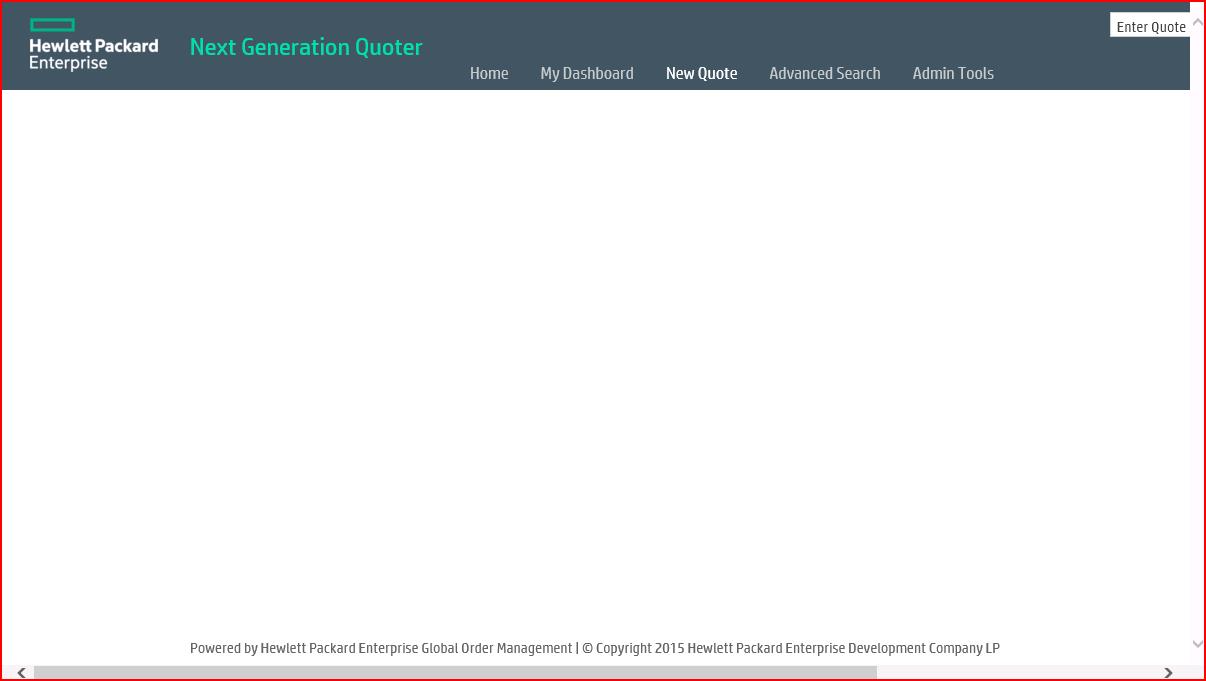 Hewlett Packard
Enterprise
Next Generation Quoter
Enter Quote
Home My Dashboard New Quote Advanced Search Admin Tools
Powered by Hewlett Packard Enterprise Global Order Management | © Copyright 2015 Hewlett Packard Enterprise Development Company LP